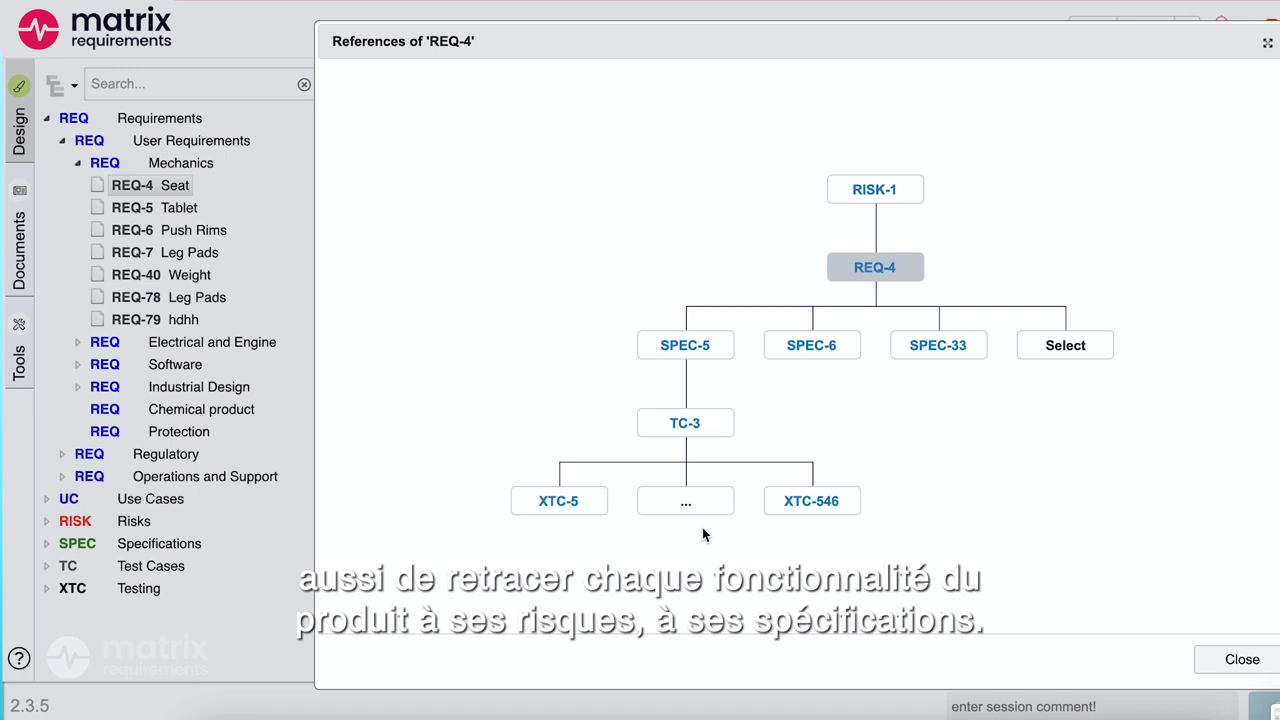 matrix
requirements
References of 'REQ-4'
Search...
Design
Documents
Tools
REQ Requirements
REQ User Requirements
REQ Mechanics
REQ-4 Seat
REQ-5 Tablet
REQ-6 Push Rims
REQ-7 Leg Pads
REQ-40 Weight
REQ-78 Leg Pads
REQ-79 hdhh
REQ Electrical and Engine
REQ Software
REQ Industrial Design
REQ Chemical product
REQ Protection
REQ Regulatory
REQ Operations and Support
UC Use Cases
RISK Risks
SPEC Specifications
TC Test Cases
XTC Testing
RISK-1
REQ-4
SPEC-5 SPEC-6 SPEC-33 Select
TC-3
XTC-5 ... XTC-546
aussi de retracer chaque fonctionnalité du
produit à ses risques, à ses spécifications.
matrix
requirements
?
Close
2.3.5
enter session comment!